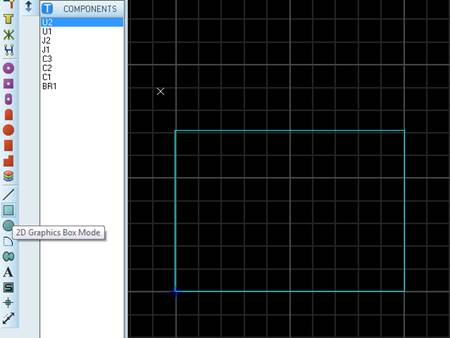 T COMPONENTS
U2
U1
J2
J1
C3
C2
C1
BR1
2D Graphics Box Mode
A
S